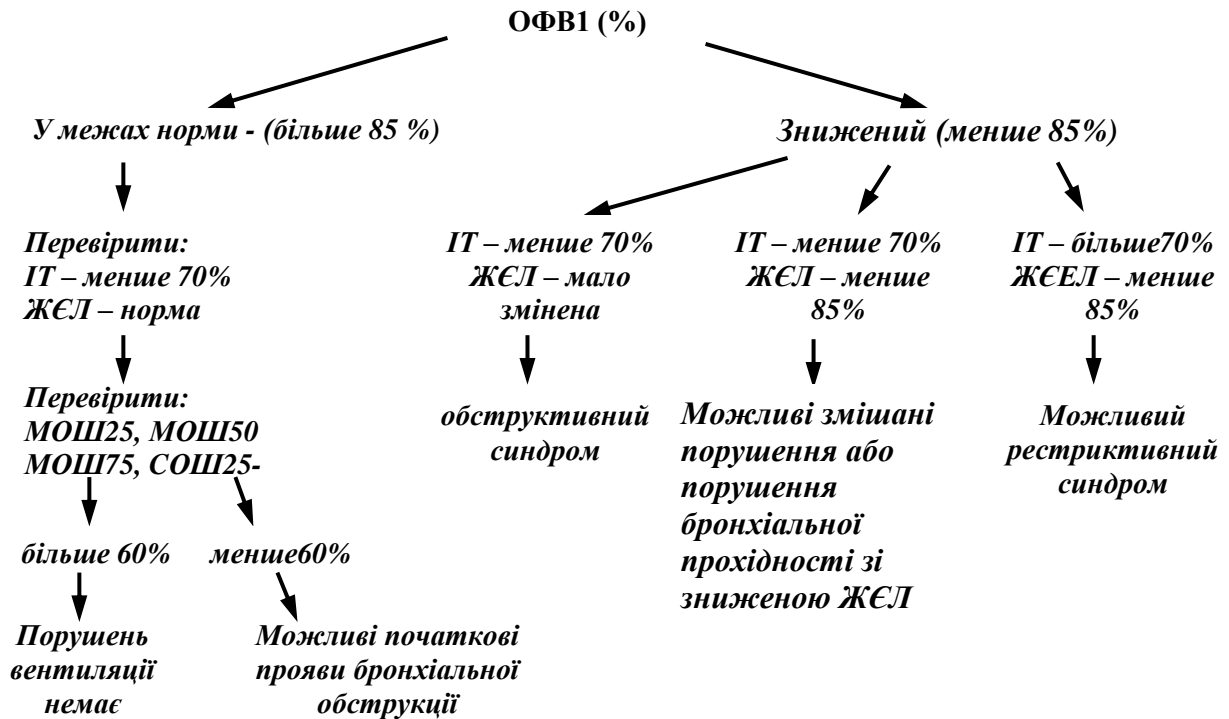 ОФВ1 (%)
У межах норми - (більше 85 %)
Знижений (менше 85%)
Перевірити:
ІТ – менше 70%
ЖЄЛ – норма
ІТ – менше 70%
ЖЄЛ – мало
змінена
ІТ – менше 70%
ЖЄЛ – менше
85%
ІТ – більше70%
ЖЄЕЛ – менше
85%
Перевірити:
МОШ25, МОШ50
МОШ75, СОШ25-
обструктивний
синдром
Можливі змішані
порушення або
порушення
бронхіальної
прохідності зі
зниженою ЖЄЛ
Можливий
рестриктивний
синдром
більше 60%
менше60%
Порушень
вентиляції
немає
Можливі початкові
прояви бронхіальної
обструкції